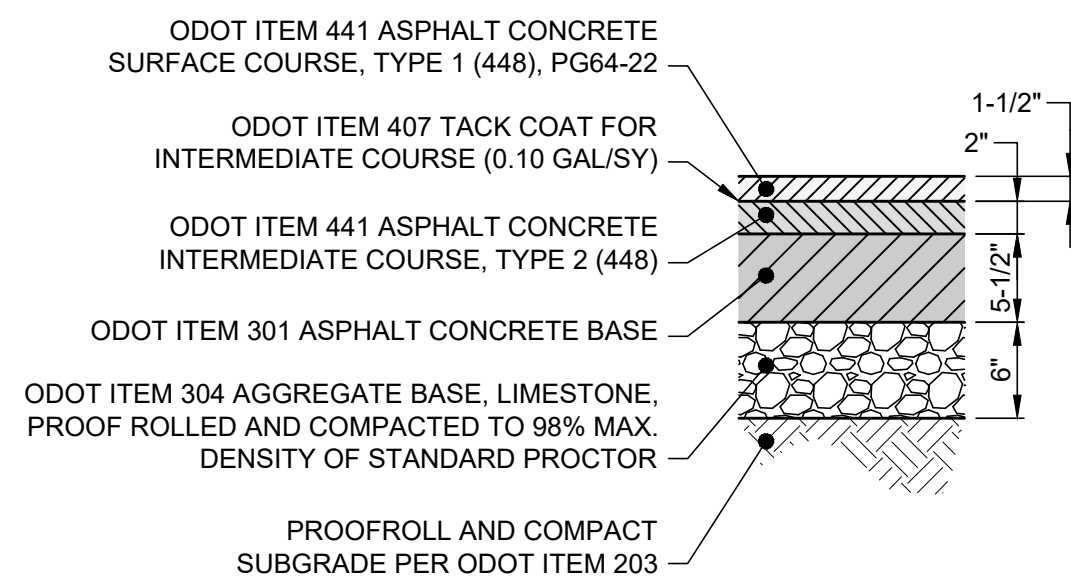 ODOT ITEM 441 ASPHALT CONCRETE
SURFACE COURSE, TYPE 1 (448), PG64-22
ODOT ITEM 407 TACK COAT FOR
INTERMEDIATE COURSE (0.10 GAL/SY)
ODOT ITEM 441 ASPHALT CONCRETE
INTERMEDIATE COURSE, TYPE 2 (448)
ODOT ITEM 301 ASPHALT CONCRETE BASE
ODOT ITEM 304 AGGREGATE BASE, LIMESTONE,
PROOF ROLLED AND COMPACTED TO 98% MAX.
DENSITY OF STANDARD PROCTOR
PROOFROLL AND COMPACT
SUBGRADE PER ODOT ITEM 203
1-1/2"
2"
5-1/2"
6"